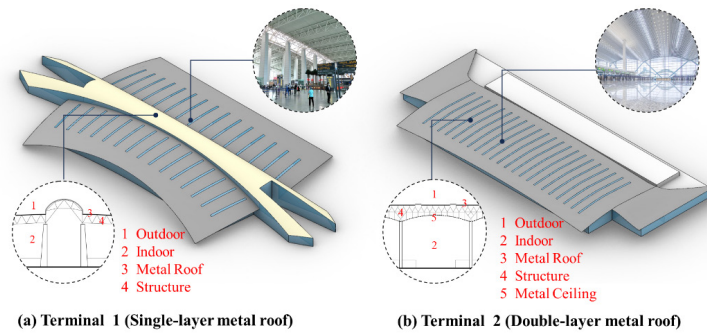 1
3
4
2
1 Outdoor
2 Indoor
3 Metal Roof
4 Structure
(a) Terminal 1 (Single-layer metal roof)
1
3
4
5
2
1 Outdoor
2 Indoor
3 Metal Roof
4 Structure
5 Metal Ceiling
(b) Terminal 2 (Double-layer metal roof)